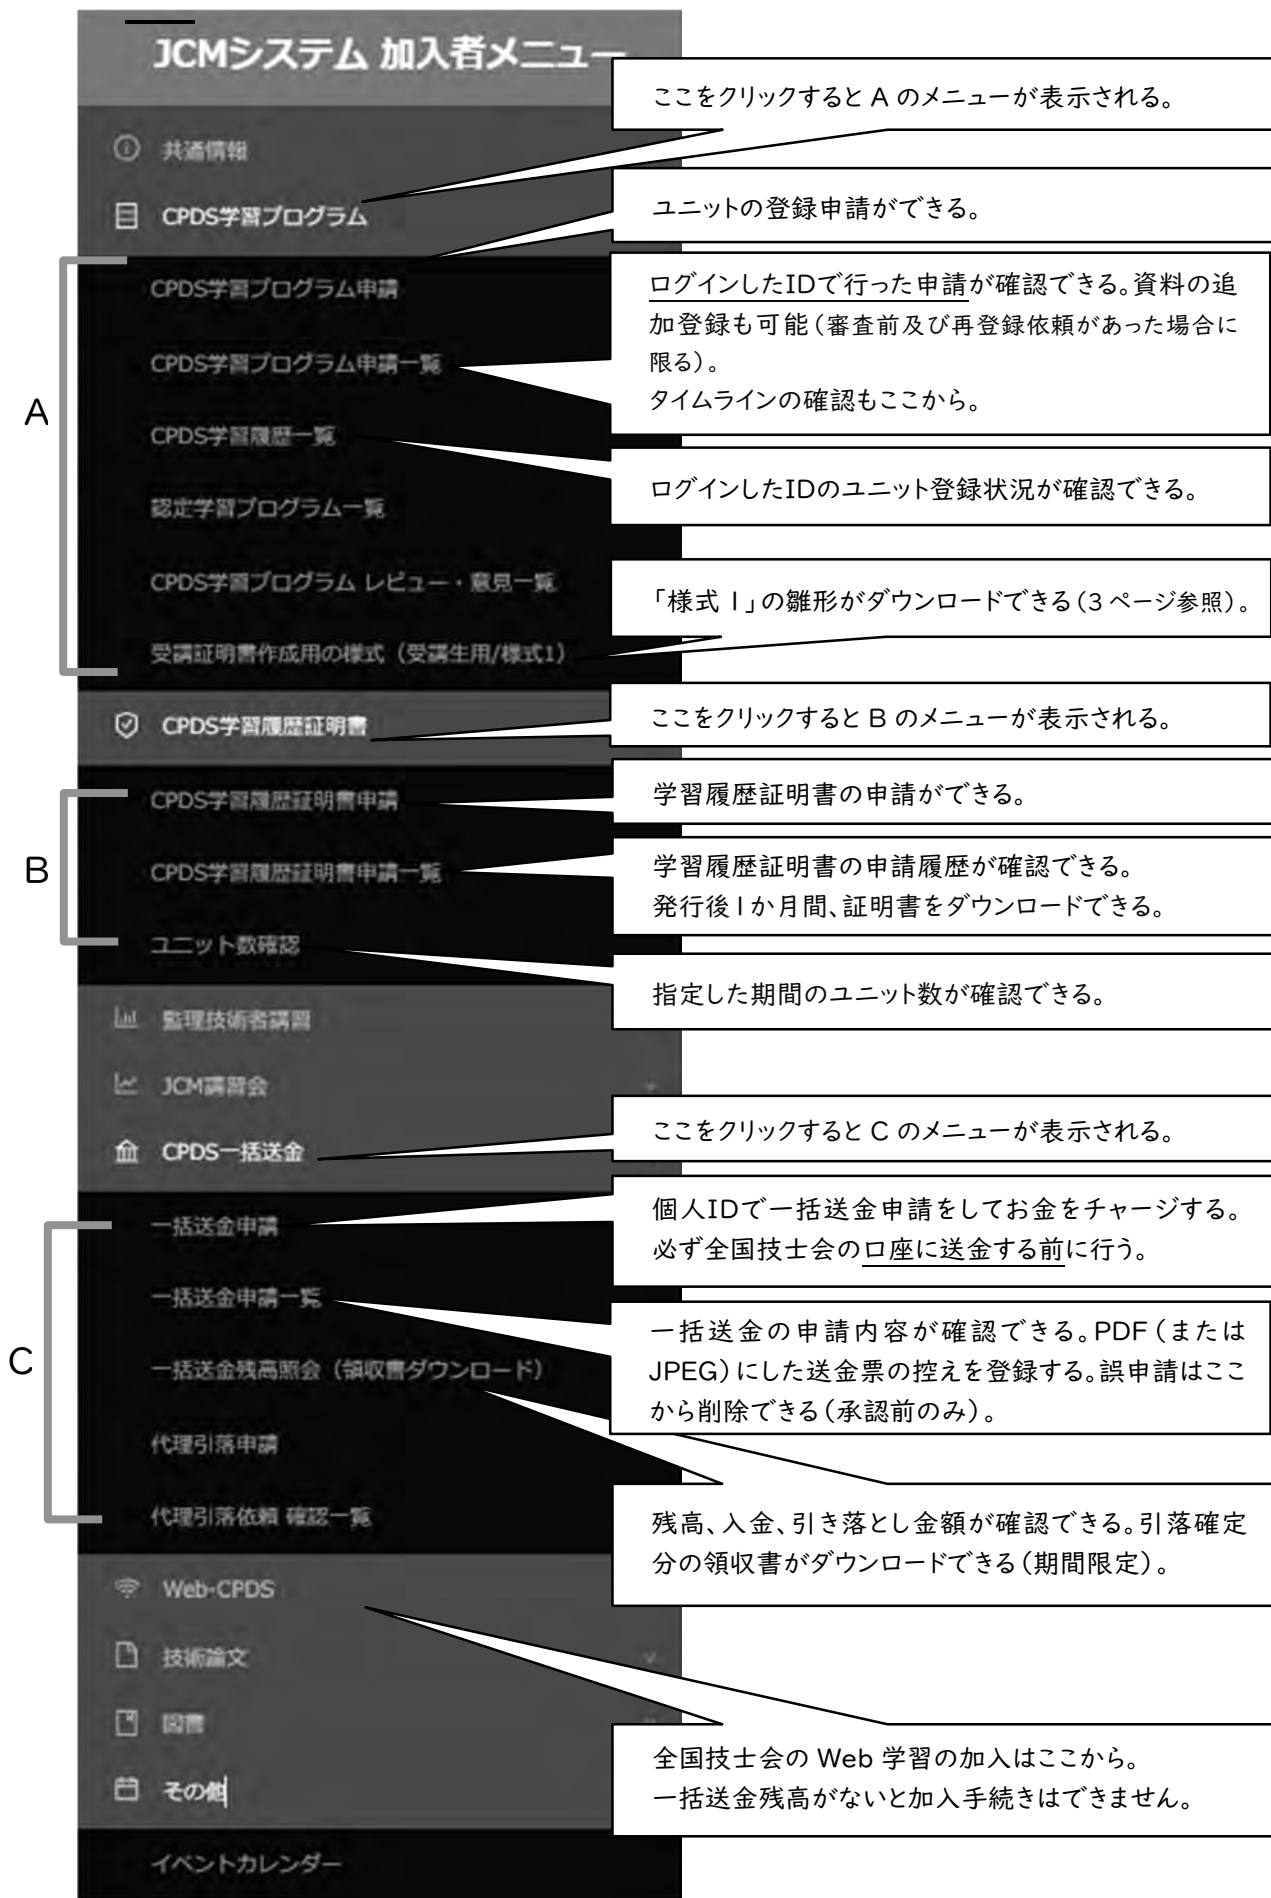 JCMシステム 加入者メニュー
ここをクリックすると A のメニューが表示される。
共通情報
CPDS学習プログラム
ユニットの登録申請ができる。
A
CPDS学習プログラム申請
ログインしたIDで行った申請が確認できる。資料の追
加登録も可能(審査前及び再登録依頼があった場合に
限る)。
タイムラインの確認もここから。
CPDS学習プログラム申請一覧
CPDS学習履歴一覧
ログインしたIDのユニット登録状況が確認できる。
認定学習プログラム一覧
CPDS学習プログラム レビュー・意見一覧
「様式1」の雛形がダウンロードできる(3ページ参照)。
受講証明書作成用の様式(受講生用/様式1)
CPDS学習履歴証明書
ここをクリックすると B のメニューが表示される。
B
CPDS学習履歴証明書申請
学習履歴証明書の申請ができる。
CPDS学習履歴証明書申請一覧
学習履歴証明書の申請履歴が確認できる。
発行後1か月間、証明書をダウンロードできる。
ユニット数確認
指定した期間のユニット数が確認できる。
監理技術者講習
JCM講習会
CPDS一括送金
ここをクリックすると C のメニューが表示される。
C
一括送金申請
個人IDで一括送金申請をしてお金をチャージする。
必ず全国技士会の口座に送金する前に行う。
一括送金申請一覧
一括送金の申請内容が確認できる。PDF(または
JPEG)にした送金票の控えを登録する。誤申請はここ
から削除できる(承認前のみ)。
一括送金残高照会(領収書ダウンロード)
代理引落申請
代理引落依頼 確認一覧
残高、入金、引き落とし金額が確認できる。引落確定
分の領収書がダウンロードできる(期間限定)。
Web-CPDS
技術論文
図書
その他
全国技士会の Web 学習の加入はここから。
一括送金残高がないと加入手続きはできません。
イベントカレンダー